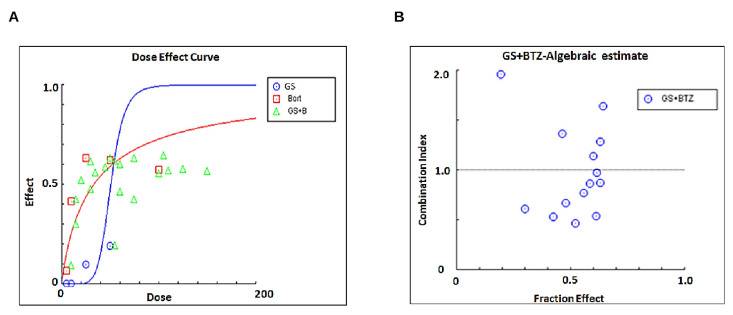 A
B
Dose Effect Curve
1.0
0.5
0
Effect
0
Dose
200
GS
Bort
GS+B
GS+BTZ-Algebraic estimate
2.0
1.0
0
Combination Index
0
0.5
1.0
Fraction Effect
GS+BTZ